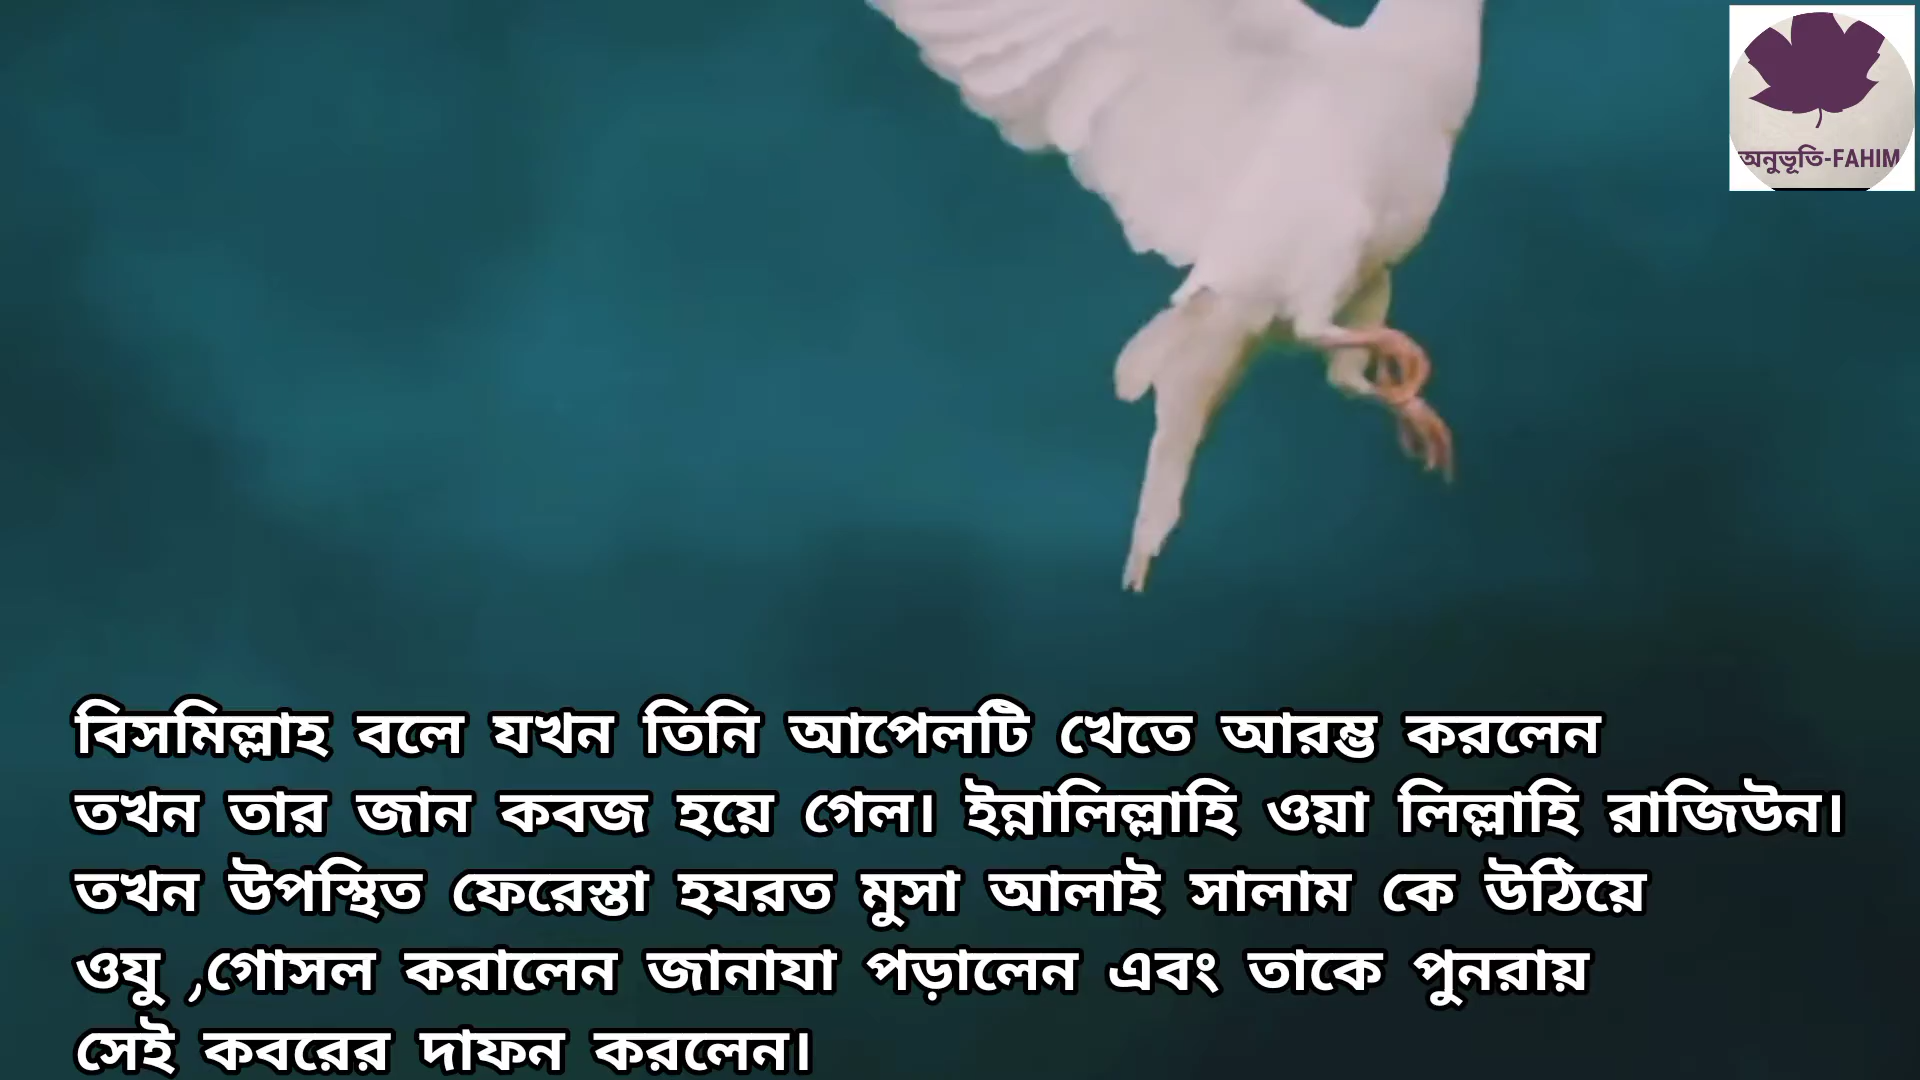 অনুভূতি-FAHIM
বিসমিল্লাহ বলে যখন তিনি আপেলটি খেতে আরম্ভ করলেন
তখন তার জান কবজ হয়ে গেল। ইন্নালিল্লাহি ওয়া লিল্লাহি রাজিউন।
তখন উপস্থিত ফেরেস্তা হযরত মুসা আলাই সালাম কে উঠিয়ে
ওযু ,গোসল করালেন জানাযা পড়ালেন এবং তাকে পুনরায়
সেই কবরের দাফন করলেন।